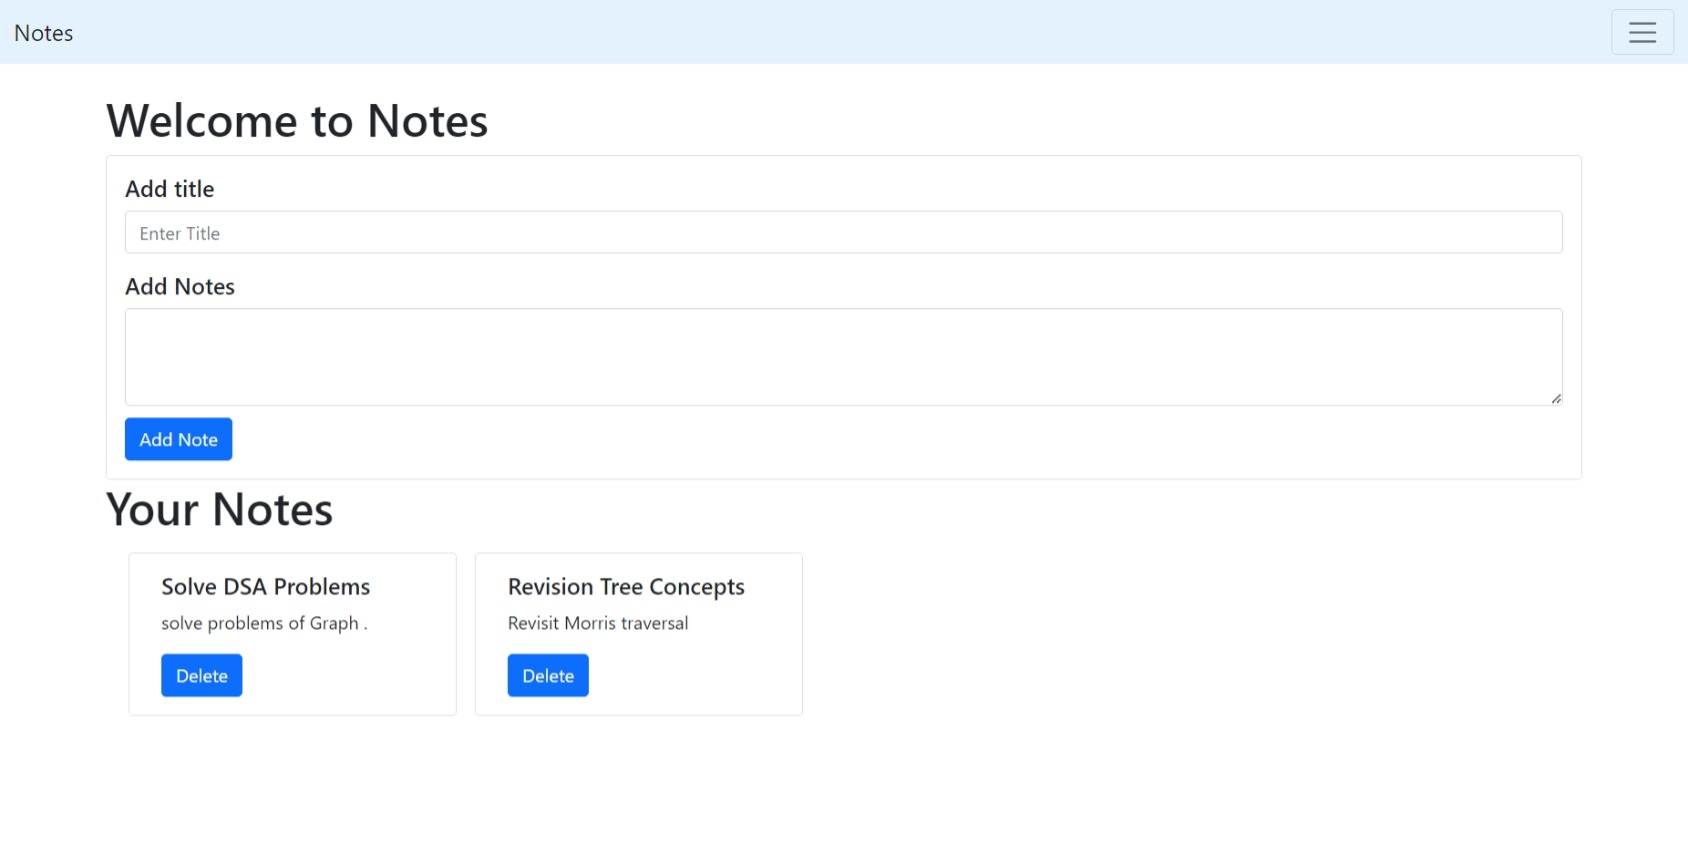 Notes
Welcome to Notes
Add title
Enter Title
Add Notes
Add Note
Your Notes
Solve DSA Problems
solve problems of Graph .
Delete
Revision Tree Concepts
Revisit Morris traversal
Delete